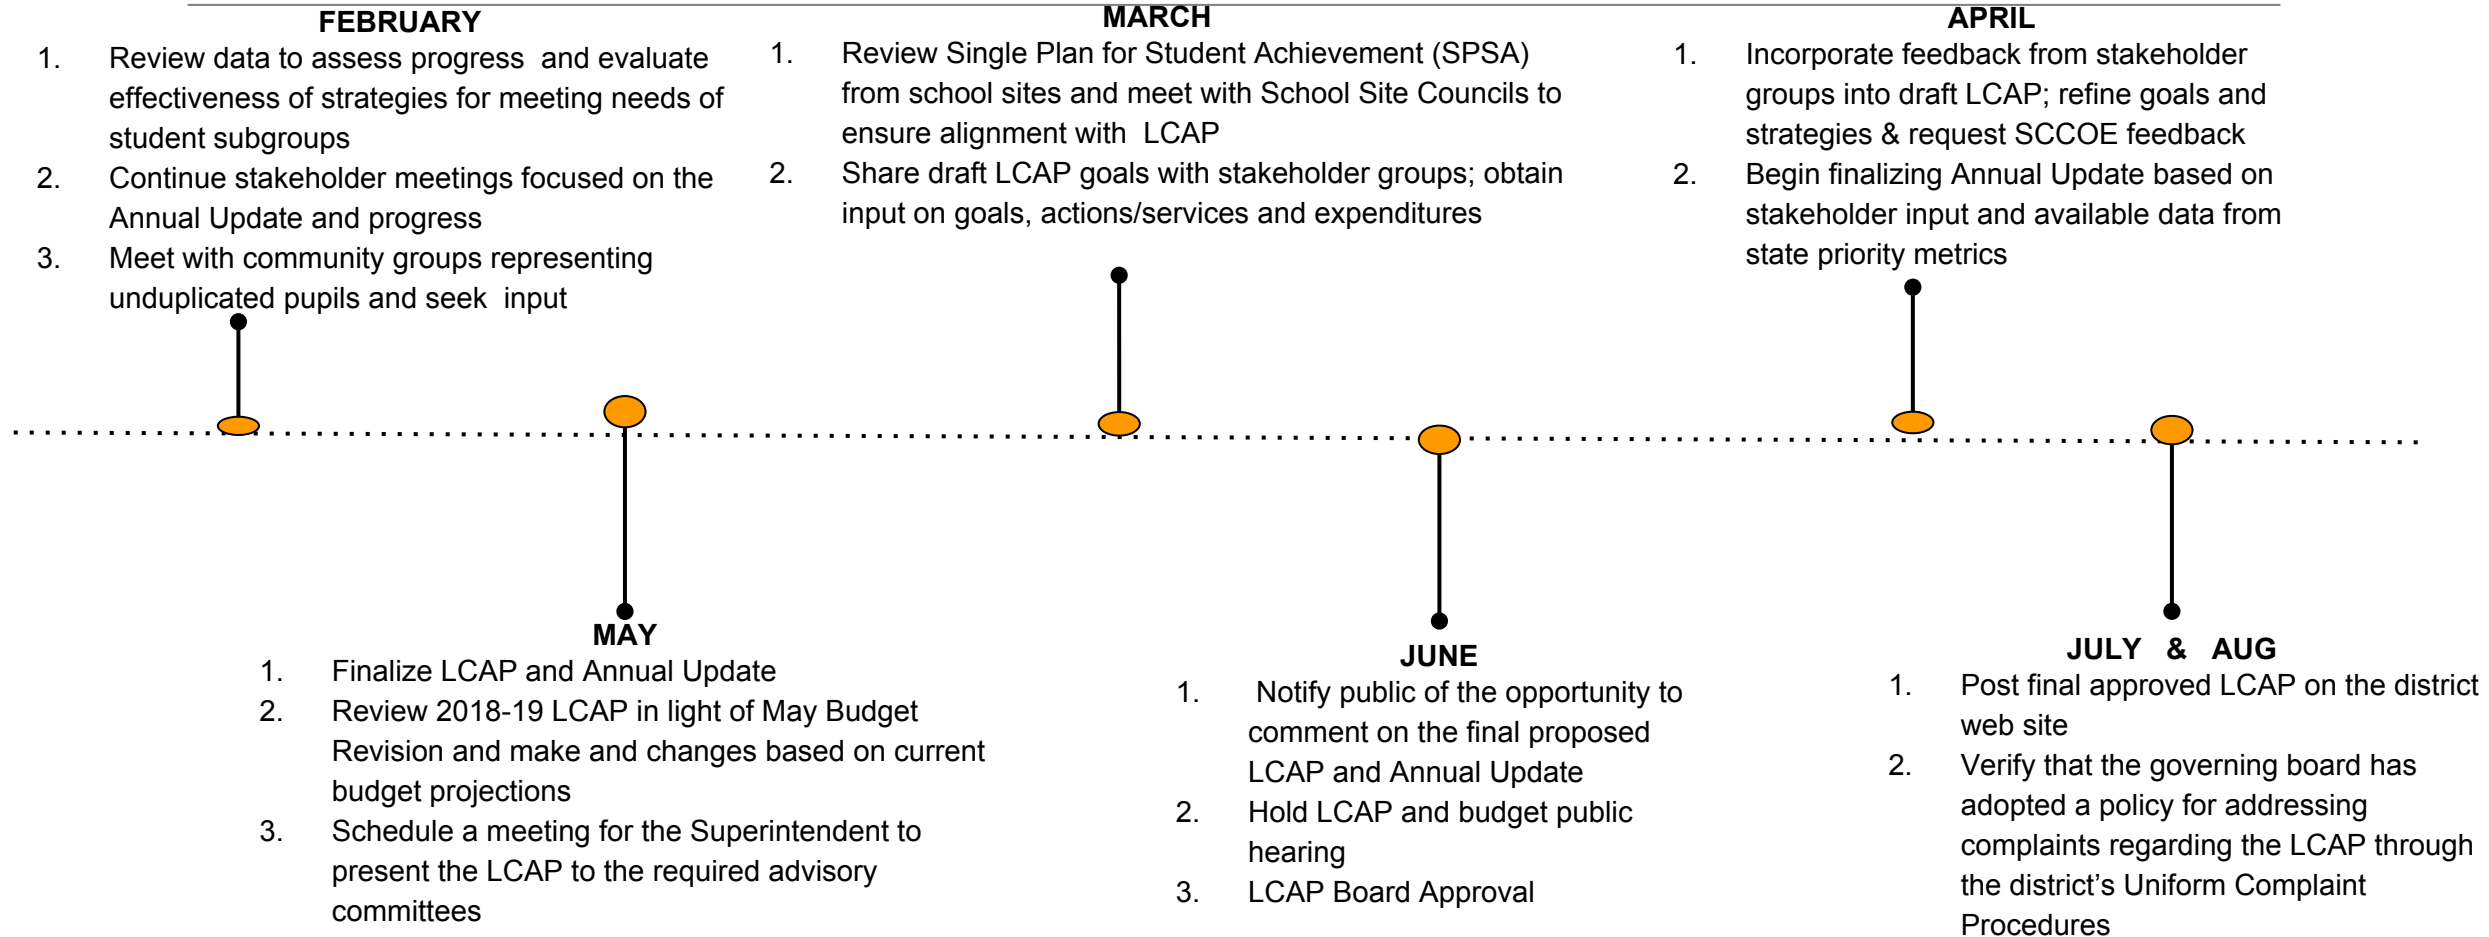 FEBRUARY
1. Review data to assess progress and evaluate
effectiveness of strategies for meeting needs of
student subgroups
2. Continue stakeholder meetings focused on the
Annual Update and progress
3. Meet with community groups representing
unduplicated pupils and seek input
MARCH
1. Review Single Plan for Student Achievement (SPSA)
from school sites and meet with School Site Councils to
ensure alignment with LCAP
2. Share draft LCAP goals with stakeholder groups; obtain
input on goals, actions/services and expenditures
APRIL
1. Incorporate feedback from stakeholder
groups into draft LCAP; refine goals and
strategies & request SCCOE feedback
2. Begin finalizing Annual Update based on
stakeholder input and available data from
state priority metrics
MAY
1. Finalize LCAP and Annual Update
2. Review 2018-19 LCAP in light of May Budget
Revision and make and changes based on current
budget projections
3. Schedule a meeting for the Superintendent to
present the LCAP to the required advisory
committees
JUNE
1. Notify public of the opportunity to
comment on the final proposed
LCAP and Annual Update
2. Hold LCAP and budget public
hearing
3. LCAP Board Approval
JULY & AUG
1. Post final approved LCAP on the district
web site
2. Verify that the governing board has
adopted a policy for addressing
complaints regarding the LCAP through
the district's Uniform Complaint
Procedures